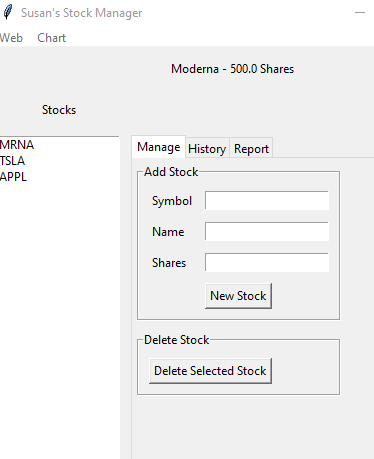 Susan's Stock Manager
Web Chart
Moderna - 500.0 Shares
Stocks
MRNA
TSLA
APPL
Manage History Report
Add Stock
Symbol
Name
Shares
New Stock
Delete Stock
Delete Selected Stock